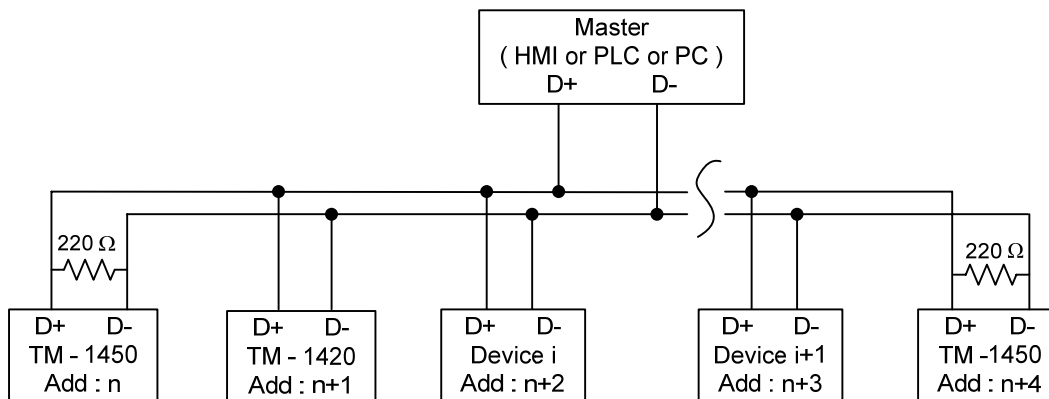 Master
( HMI or PLC or PC )
D+ D-
220 Ω
220 Ω
D+ D-
TM - 1450
Add : n
D+ D-
TM - 1420
Add : n+1
D+ D-
Device i
Add : n+2
D+ D-
Device i+1
Add : n+3
D+ D-
TM -1450
Add : n+4